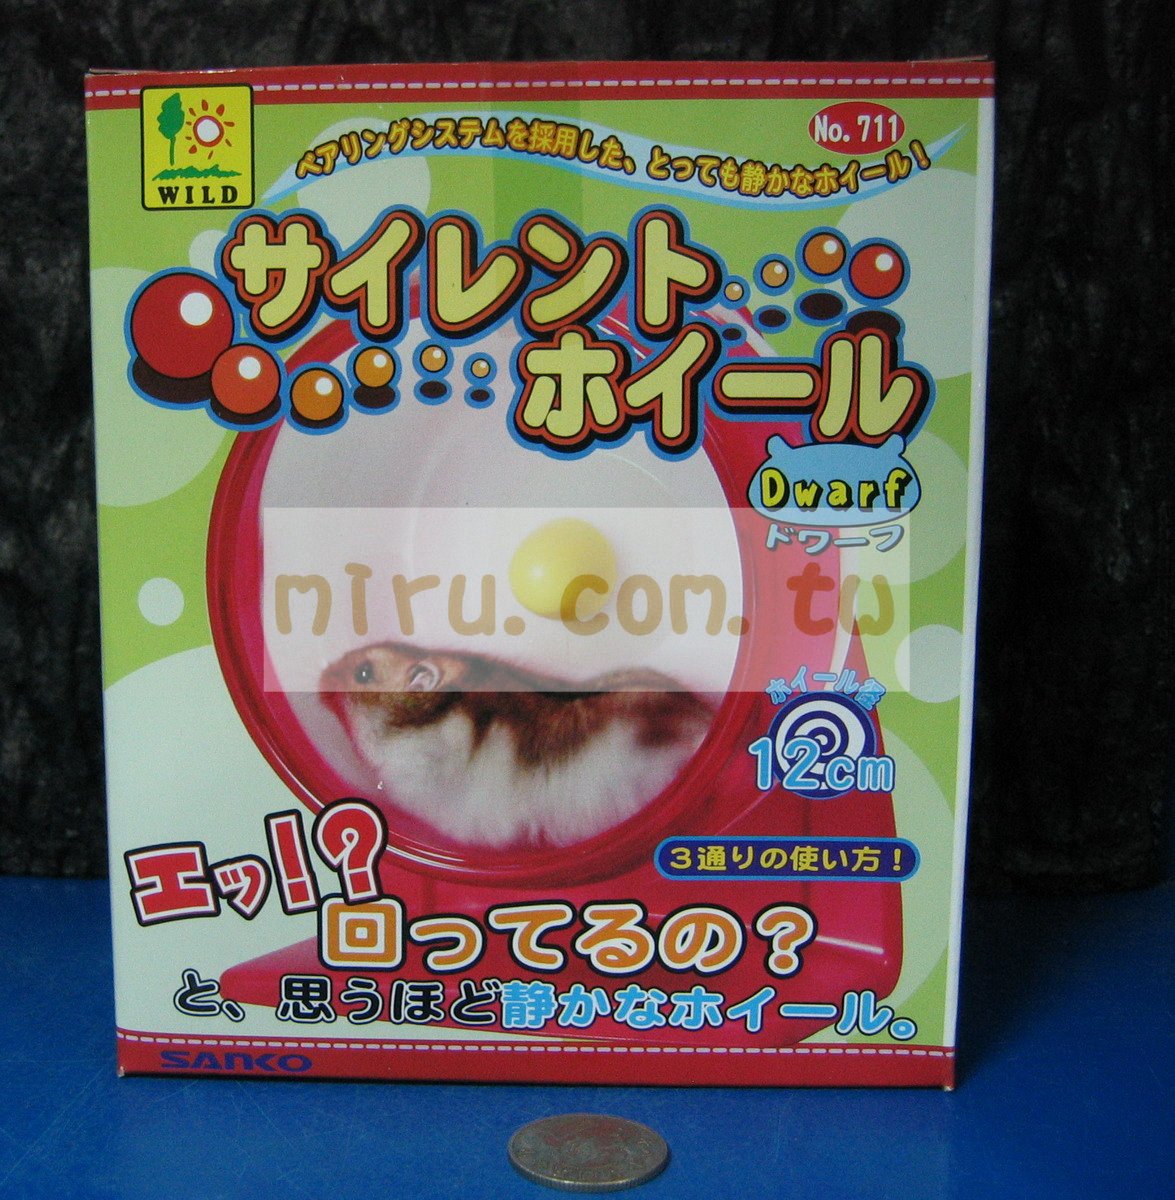 WILD
ベアリングシステムを採用した、とっても静かなホイール！
No. 711
サイレント
ホイール
Dwarf
ドワーフ
miru.com.tw
ホイール径
12cm
3通りの使い方！
エッ!?
回ってるの？
と、思うほど静かなホイール。
SANKO